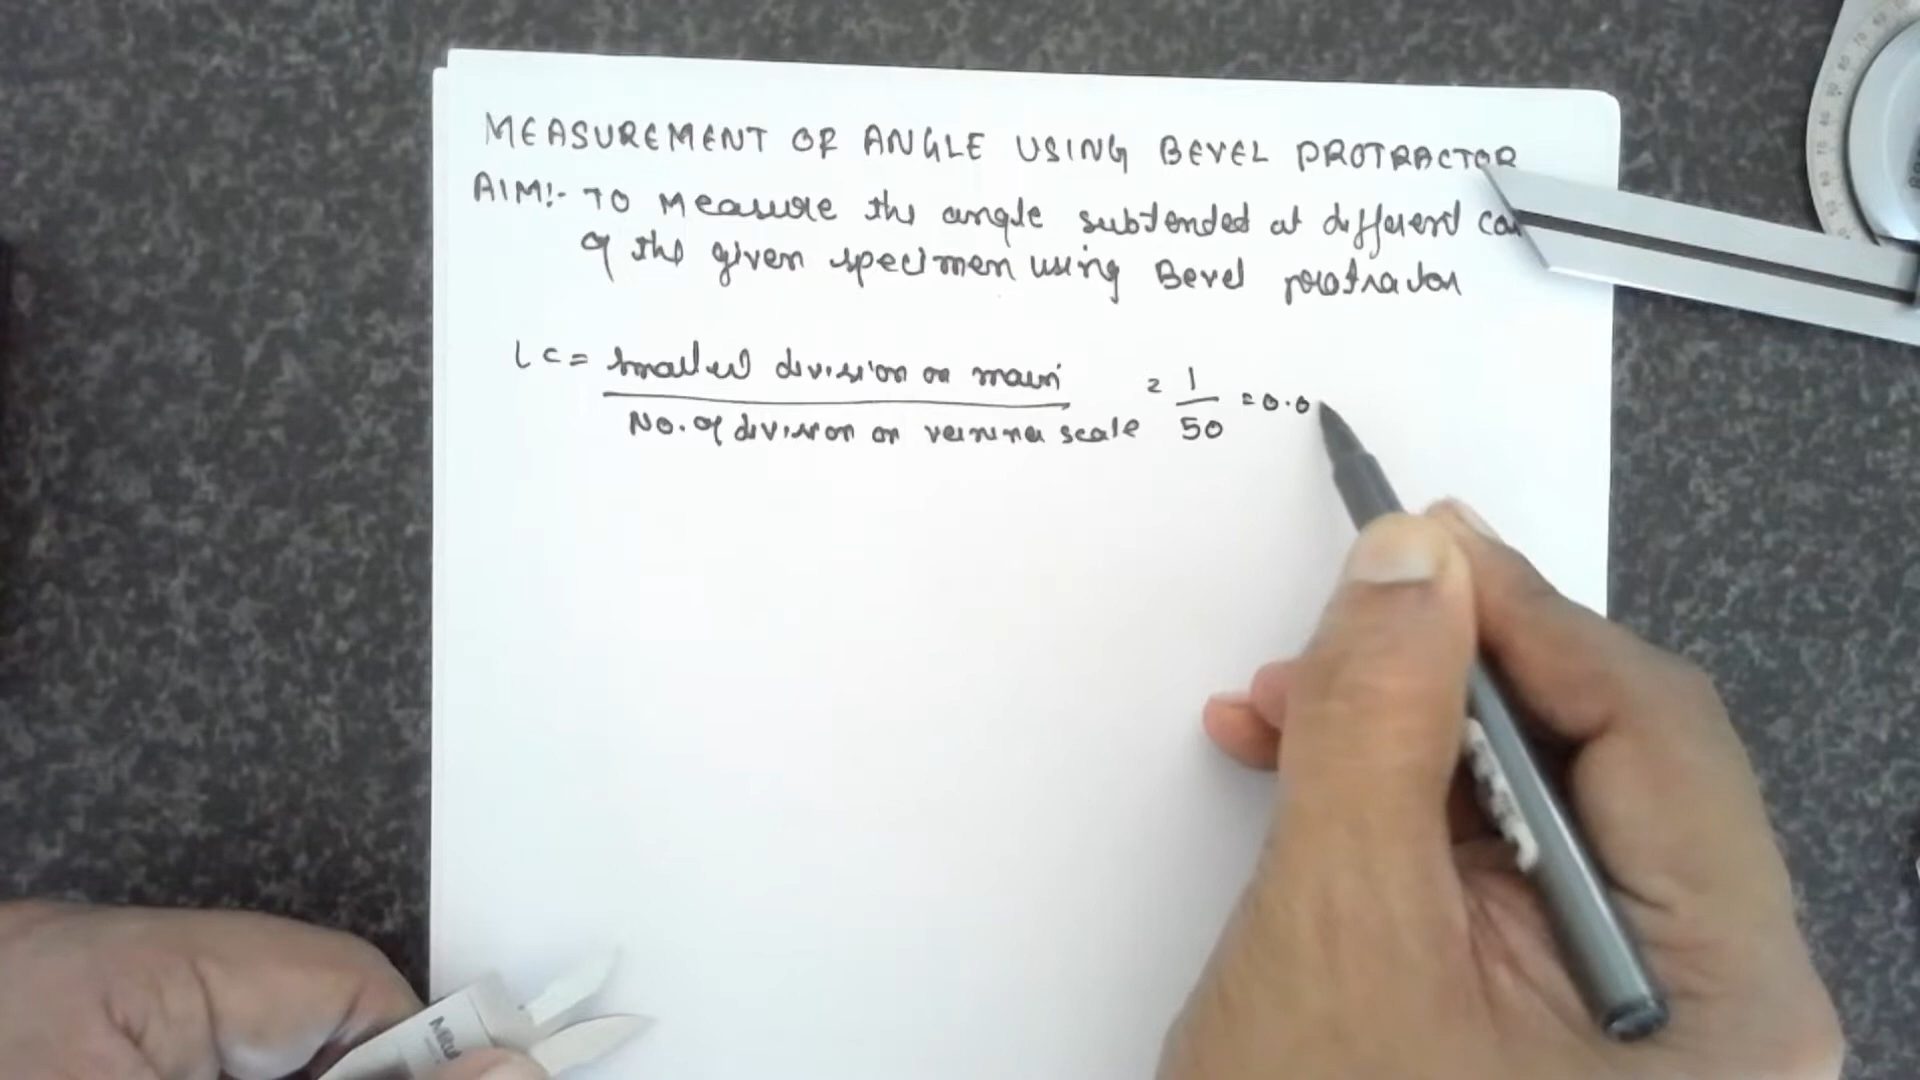 MEASUREMENT OF ANGLE USING BEVEL PROTRACTOR
AIM:- TO Measure the angle subtended at different
of the given specimen using Bevel protractor
LC = Smallest division on main = 1 = 0.0
No. of division on vernier scale 50